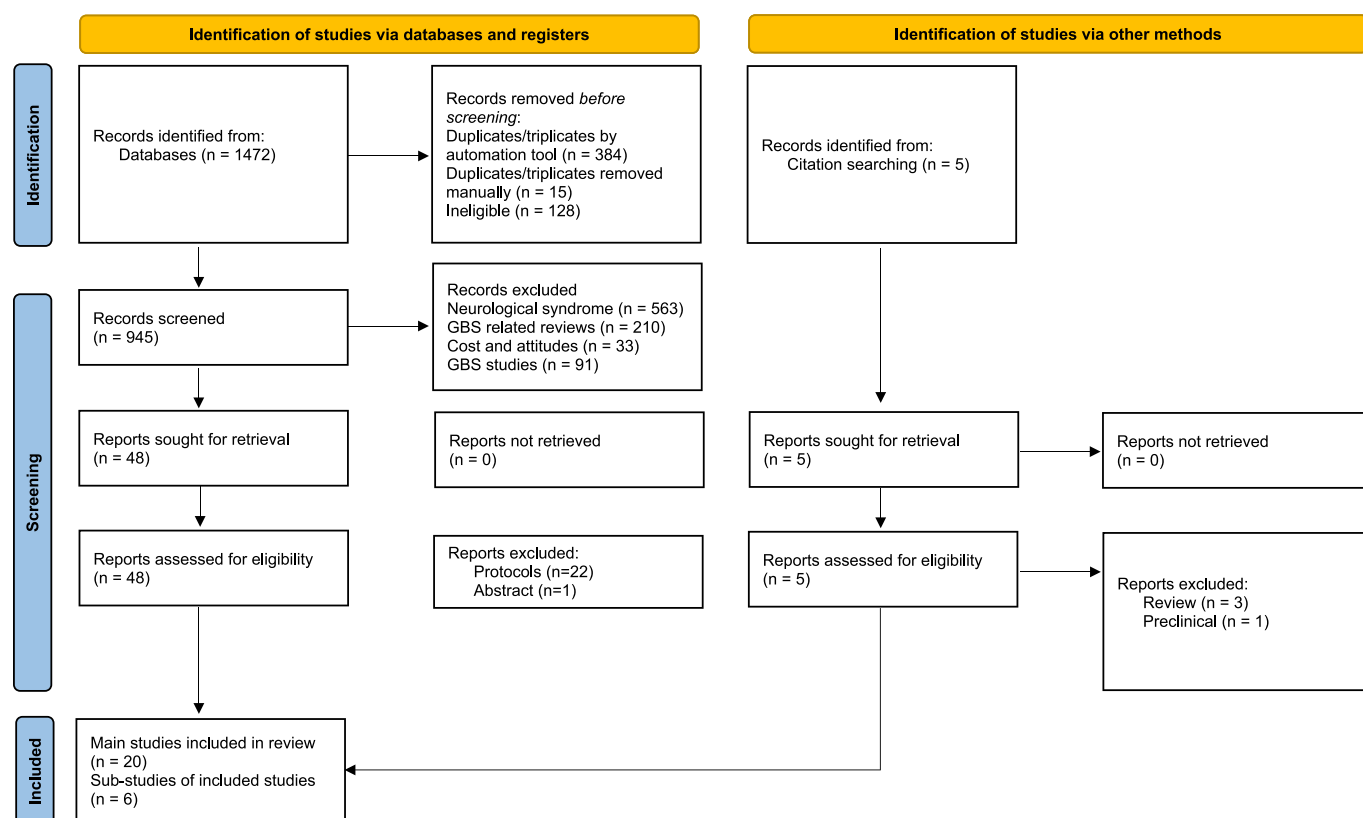 Identification of studies via databases and registers
Identification of studies via other methods
Identification
Records identified from:
Databases (n = 1472)
Records removed before
screening:
Duplicates/triplicates by
automation tool (n = 384)
Duplicates/triplicates removed
manually (n = 15)
Ineligible (n = 128)
Records identified from:
Citation searching (n = 5)
Screening
Records screened
(n = 945)
Records excluded
Neurological syndrome (n = 563)
GBS related reviews (n = 210)
Cost and attitudes (n = 33)
GBS studies (n = 91)
Reports sought for retrieval
(n = 48)
Reports not retrieved
(n = 0)
Reports sought for retrieval
(n = 5)
Reports not retrieved
(n = 0)
Reports assessed for eligibility
(n = 48)
Reports excluded:
Protocols (n=22)
Abstract (n=1)
Reports assessed for eligibility
(n = 5)
Reports excluded:
Review (n = 3)
Preclinical (n = 1)
Included
Main studies included in review
(n = 20)
Sub-studies of included studies
(n = 6)